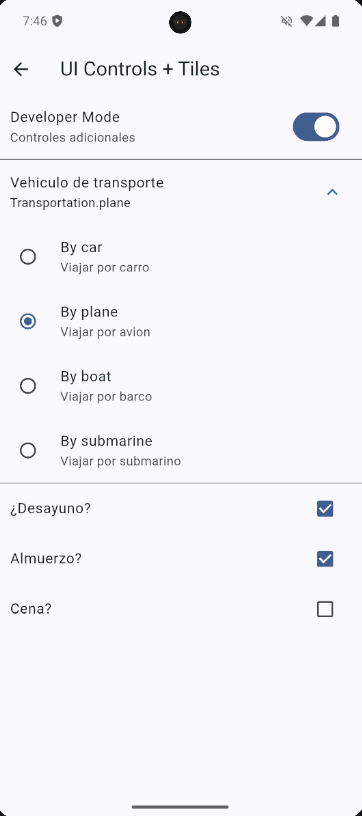 7:46
UI Controls + Tiles
Developer Mode
Controles adicionales
Vehiculo de transporte
Transportation.plane
By car
Viajar por carro
By plane
Viajar por avion
By boat
Viajar por barco
By submarine
Viajar por submarino
¿Desayuno?
Almuerzo?
Cena?